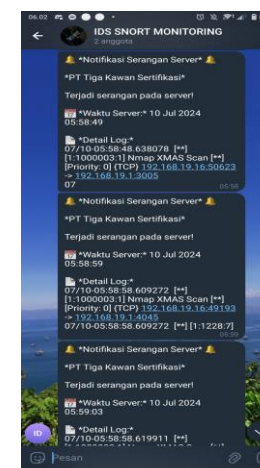 06.02
IDS SNORT MONITORING
2 anggota
*Notifikasi Serangan Server*
*PT Tiga Kawan Sertifikasi*
Terjadi serangan pada server!
*Waktu Server:* 10 Jul 2024
05:58:49
*Detail Log:*
07/10-05:58:48.638078 [**]
[1:1000003:1] Nmap XMAS Scan [**]
[Priority: 0] {TCP} 192.168.19.16:50623
-> 192.168.19.1:3005
07
05.59
*Notifikasi Serangan Server*
*PT Tiga Kawan Sertifikasi*
Terjadi serangan pada server!
*Waktu Server:* 10 Jul 2024
05:58:59
*Detail Log:*
07/10-05:58:58.609272 [**]
[1:1000003:1] Nmap XMAS Scan [**]
[Priority: 0] {TCP} 192.168.19.16:49193
-> 192.168.19.1:4045
07/10-05:58:58.609272 [**] [1:1228:7]
05.59
*Notifikasi Serangan Server*
*PT Tiga Kawan Sertifikasi*
Terjadi serangan pada server!
*Waktu Server:* 10 Jul 2024
05:59:03
*Detail Log:*
07/10-05:58:58.619911 [**]
ID
Pesan